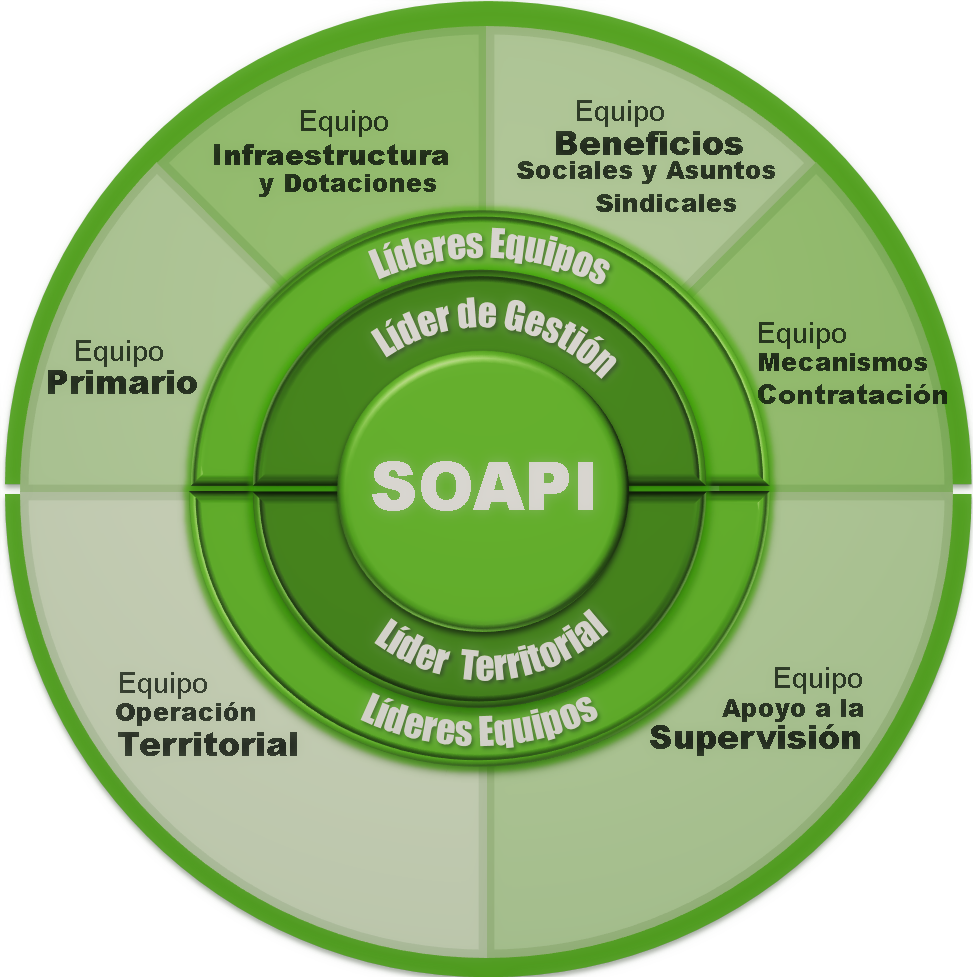 Equipo
Infraestructura
y Dotaciones
Equipo
Beneficios
Sociales y Asuntos
Sindicales
Equipo
Primario
Equipo
Mecanismos
Contratación
Líderes Equipos
Líder de Gestión
SOAPI
Líder Territorial
Líderes Equipos
Equipo
Operación
Territorial
Equipo
Apoyo a la
Supervisión